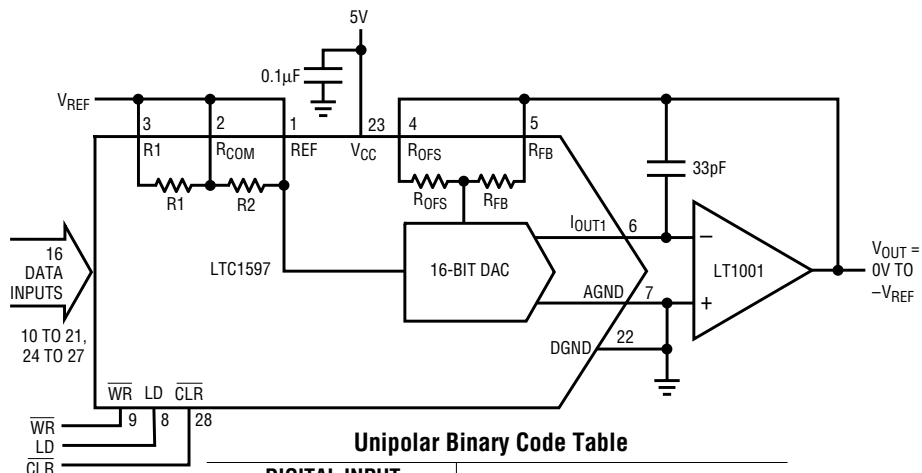 5V
0.1µF
VREF
3 2 1 23 4 5
R1 RCOM REF VCC ROFS RFB
33pF
R1 R2 ROFS RFB
IOUT1 6
16
DATA
INPUTS
LTC1597
16-BIT DAC
−
LT1001
+
VOUT =
0V TO
–VREF
AGND 7
10 TO 21,
24 TO 27
DGND 22
WR LD CLR
9 8 28
WR
LD
CLR
Unipolar Binary Code Table
DIGITAL INPUT